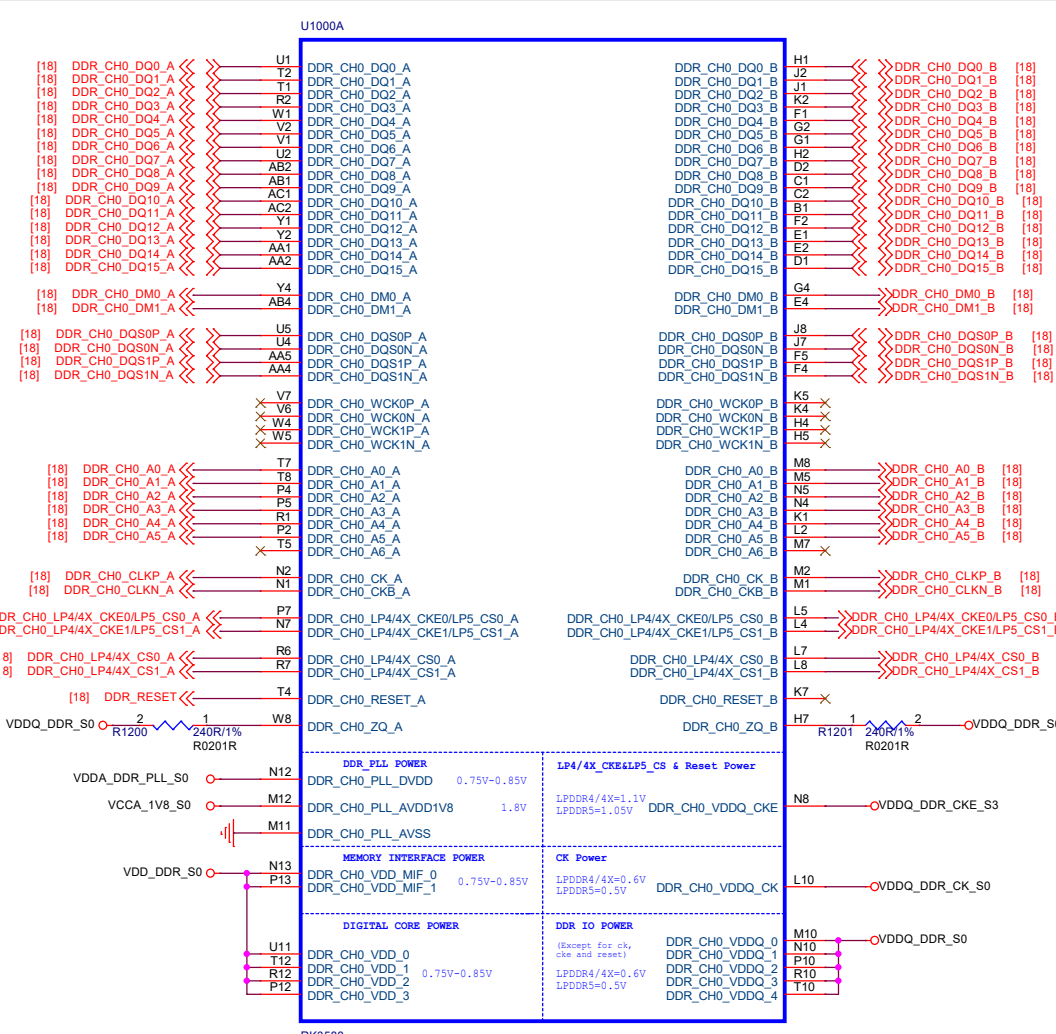 U1000A
[18] DDR_CH0_DQ0_A U1 DDR_CH0_DQ0_A DDR_CH0_DQ0_B H1 DDR_CH0_DQ0_B [18]
[18] DDR_CH0_DQ1_A T2 DDR_CH0_DQ1_A DDR_CH0_DQ1_B J2 DDR_CH0_DQ1_B [18]
[18] DDR_CH0_DQ2_A T1 DDR_CH0_DQ2_A DDR_CH0_DQ2_B J1 DDR_CH0_DQ2_B [18]
[18] DDR_CH0_DQ3_A R2 DDR_CH0_DQ3_A DDR_CH0_DQ3_B K2 DDR_CH0_DQ3_B [18]
[18] DDR_CH0_DQ4_A W1 DDR_CH0_DQ4_A DDR_CH0_DQ4_B F1 DDR_CH0_DQ4_B [18]
[18] DDR_CH0_DQ5_A V2 DDR_CH0_DQ5_A DDR_CH0_DQ5_B G2 DDR_CH0_DQ5_B [18]
[18] DDR_CH0_DQ6_A V1 DDR_CH0_DQ6_A DDR_CH0_DQ6_B G1 DDR_CH0_DQ6_B [18]
[18] DDR_CH0_DQ7_A U2 DDR_CH0_DQ7_A DDR_CH0_DQ7_B H2 DDR_CH0_DQ7_B [18]
[18] DDR_CH0_DQ8_A AB2 DDR_CH0_DQ8_A DDR_CH0_DQ8_B D2 DDR_CH0_DQ8_B [18]
[18] DDR_CH0_DQ9_A AB1 DDR_CH0_DQ9_A DDR_CH0_DQ9_B C1 DDR_CH0_DQ9_B [18]
[18] DDR_CH0_DQ10_A AC1 DDR_CH0_DQ10_A DDR_CH0_DQ10_B C2 DDR_CH0_DQ10_B [18]
[18] DDR_CH0_DQ11_A AC2 DDR_CH0_DQ11_A DDR_CH0_DQ11_B B1 DDR_CH0_DQ11_B [18]
[18] DDR_CH0_DQ12_A Y1 DDR_CH0_DQ12_A DDR_CH0_DQ12_B F2 DDR_CH0_DQ12_B [18]
[18] DDR_CH0_DQ13_A Y2 DDR_CH0_DQ13_A DDR_CH0_DQ13_B E1 DDR_CH0_DQ13_B [18]
[18] DDR_CH0_DQ14_A AA1 DDR_CH0_DQ14_A DDR_CH0_DQ14_B E2 DDR_CH0_DQ14_B [18]
[18] DDR_CH0_DQ15_A AA2 DDR_CH0_DQ15_A DDR_CH0_DQ15_B D1 DDR_CH0_DQ15_B [18]
[18] DDR_CH0_DM0_A Y4 DDR_CH0_DM0_A DDR_CH0_DM0_B G4 DDR_CH0_DM0_B [18]
[18] DDR_CH0_DM1_A AB4 DDR_CH0_DM1_A DDR_CH0_DM1_B E4 DDR_CH0_DM1_B [18]
[18] DDR_CH0_DQS0P_A U5 DDR_CH0_DQS0P_A DDR_CH0_DQS0P_B J8 DDR_CH0_DQS0P_B [18]
[18] DDR_CH0_DQS0N_A U4 DDR_CH0_DQS0N_A DDR_CH0_DQS0N_B J7 DDR_CH0_DQS0N_B [18]
[18] DDR_CH0_DQS1P_A AA5 DDR_CH0_DQS1P_A DDR_CH0_DQS1P_B F5 DDR_CH0_DQS1P_B [18]
[18] DDR_CH0_DQS1N_A AA4 DDR_CH0_DQS1N_A DDR_CH0_DQS1N_B F4 DDR_CH0_DQS1N_B [18]
V7 DDR_CH0_WCK0P_A DDR_CH0_WCK0P_B K5
V6 DDR_CH0_WCK0N_A DDR_CH0_WCK0N_B K4
W4 DDR_CH0_WCK1P_A DDR_CH0_WCK1P_B H4
W5 DDR_CH0_WCK1N_A DDR_CH0_WCK1N_B H5
[18] DDR_CH0_A0_A T7 DDR_CH0_A0_A DDR_CH0_A0_B M8 DDR_CH0_A0_B [18]
[18] DDR_CH0_A1_A T8 DDR_CH0_A1_A DDR_CH0_A1_B M5 DDR_CH0_A1_B [18]
[18] DDR_CH0_A2_A P4 DDR_CH0_A2_A DDR_CH0_A2_B N5 DDR_CH0_A2_B [18]
[18] DDR_CH0_A3_A P5 DDR_CH0_A3_A DDR_CH0_A3_B N4 DDR_CH0_A3_B [18]
[18] DDR_CH0_A4_A R1 DDR_CH0_A4_A DDR_CH0_A4_B K1 DDR_CH0_A4_B [18]
[18] DDR_CH0_A5_A P2 DDR_CH0_A5_A DDR_CH0_A5_B L2 DDR_CH0_A5_B [18]
T5 DDR_CH0_A6_A DDR_CH0_A6_B M7
[18] DDR_CH0_CLKP_A N2 DDR_CH0_CK_A DDR_CH0_CK_B M2 DDR_CH0_CLKP_B [18]
[18] DDR_CH0_CLKN_A N1 DDR_CH0_CKB_A DDR_CH0_CKB_B M1 DDR_CH0_CLKN_B [18]
DR_CH0_LP4/4X_CKE0/LP5_CS0_A P7 DDR_CH0_LP4/4X_CKE0/LP5_CS0_A DDR_CH0_LP4/4X_CKE0/LP5_CS0_B L5 DDR_CH0_LP4/4X_CKE0/LP5_CS0_
DR_CH0_LP4/4X_CKE1/LP5_CS1_A N7 DDR_CH0_LP4/4X_CKE1/LP5_CS1_A DDR_CH0_LP4/4X_CKE1/LP5_CS1_B L4 DDR_CH0_LP4/4X_CKE1/LP5_CS1_
8] DDR_CH0_LP4/4X_CS0_A R6 DDR_CH0_LP4/4X_CS0_A DDR_CH0_LP4/4X_CS0_B L7 DDR_CH0_LP4/4X_CS0_B
8] DDR_CH0_LP4/4X_CS1_A R7 DDR_CH0_LP4/4X_CS1_A DDR_CH0_LP4/4X_CS1_B L8 DDR_CH0_LP4/4X_CS1_B
[18] DDR_RESET T4 DDR_CH0_RESET_A DDR_CH0_RESET_B K7
VDDQ_DDR_S0 2 1 W8 DDR_CH0_ZQ_A DDR_CH0_ZQ_B H7 1 2 VDDQ_DDR_S0
R1200 240R/1% R1201 240R/1%
R0201R R0201R
DDR_PLL POWER LP4/4X_CKE&LP5_CS & Reset Power
VDDA_DDR_PLL_S0 N12 DDR_CH0_PLL_DVDD 0.75V-0.85V
VCCA_1V8_S0 M12 DDR_CH0_PLL_AVDD1V8 1.8V LPDDR4/4X=1.1V DDR_CH0_VDDQ_CKE N8 VDDQ_DDR_CKE_S3
LPDDR5=1.05V
M11 DDR_CH0_PLL_AVSS
MEMORY INTERFACE POWER CK Power
VDD_DDR_S0 N13 DDR_CH0_VDD_MIF_0 0.75V-0.85V LPDDR4/4X=0.6V
P13 DDR_CH0_VDD_MIF_1 LPDDR5=0.5V DDR_CH0_VDDQ_CK L10 VDDQ_DDR_CK_S0
DIGITAL CORE POWER DDR IO POWER
(Except for ck, DDR_CH0_VDDQ_0 M10 VDDQ_DDR_S0
cke and reset) DDR_CH0_VDDQ_1 N10
U11 DDR_CH0_VDD_0 DDR_CH0_VDDQ_2 P10
T12 DDR_CH0_VDD_1 0.75V-0.85V LPDDR4/4X=0.6V DDR_CH0_VDDQ_3 R10
R12 DDR_CH0_VDD_2 LPDDR5=0.5V DDR_CH0_VDDQ_4 T10
P12 DDR_CH0_VDD_3